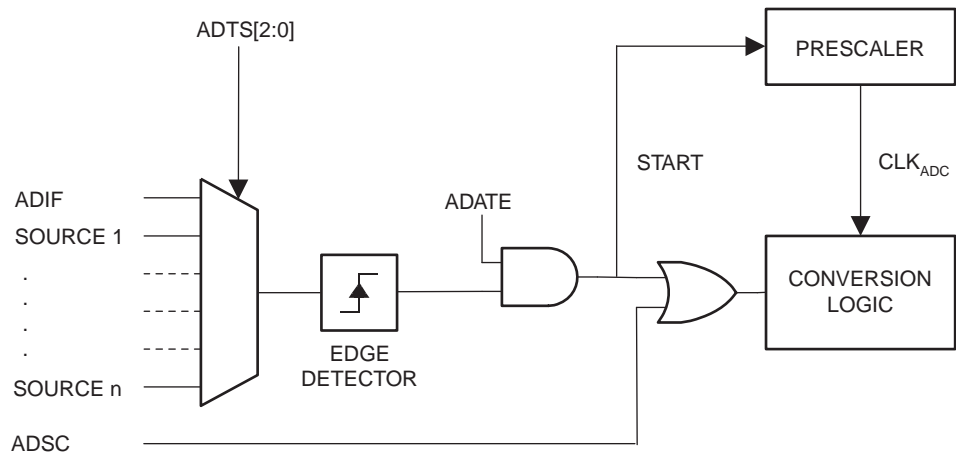 ADTS[2:0]
PRESCALER
START
CLKADC
ADIF
ADATE
SOURCE 1
.
.
.
.
CONVERSION
LOGIC
EDGE
DETECTOR
SOURCE n
ADSC